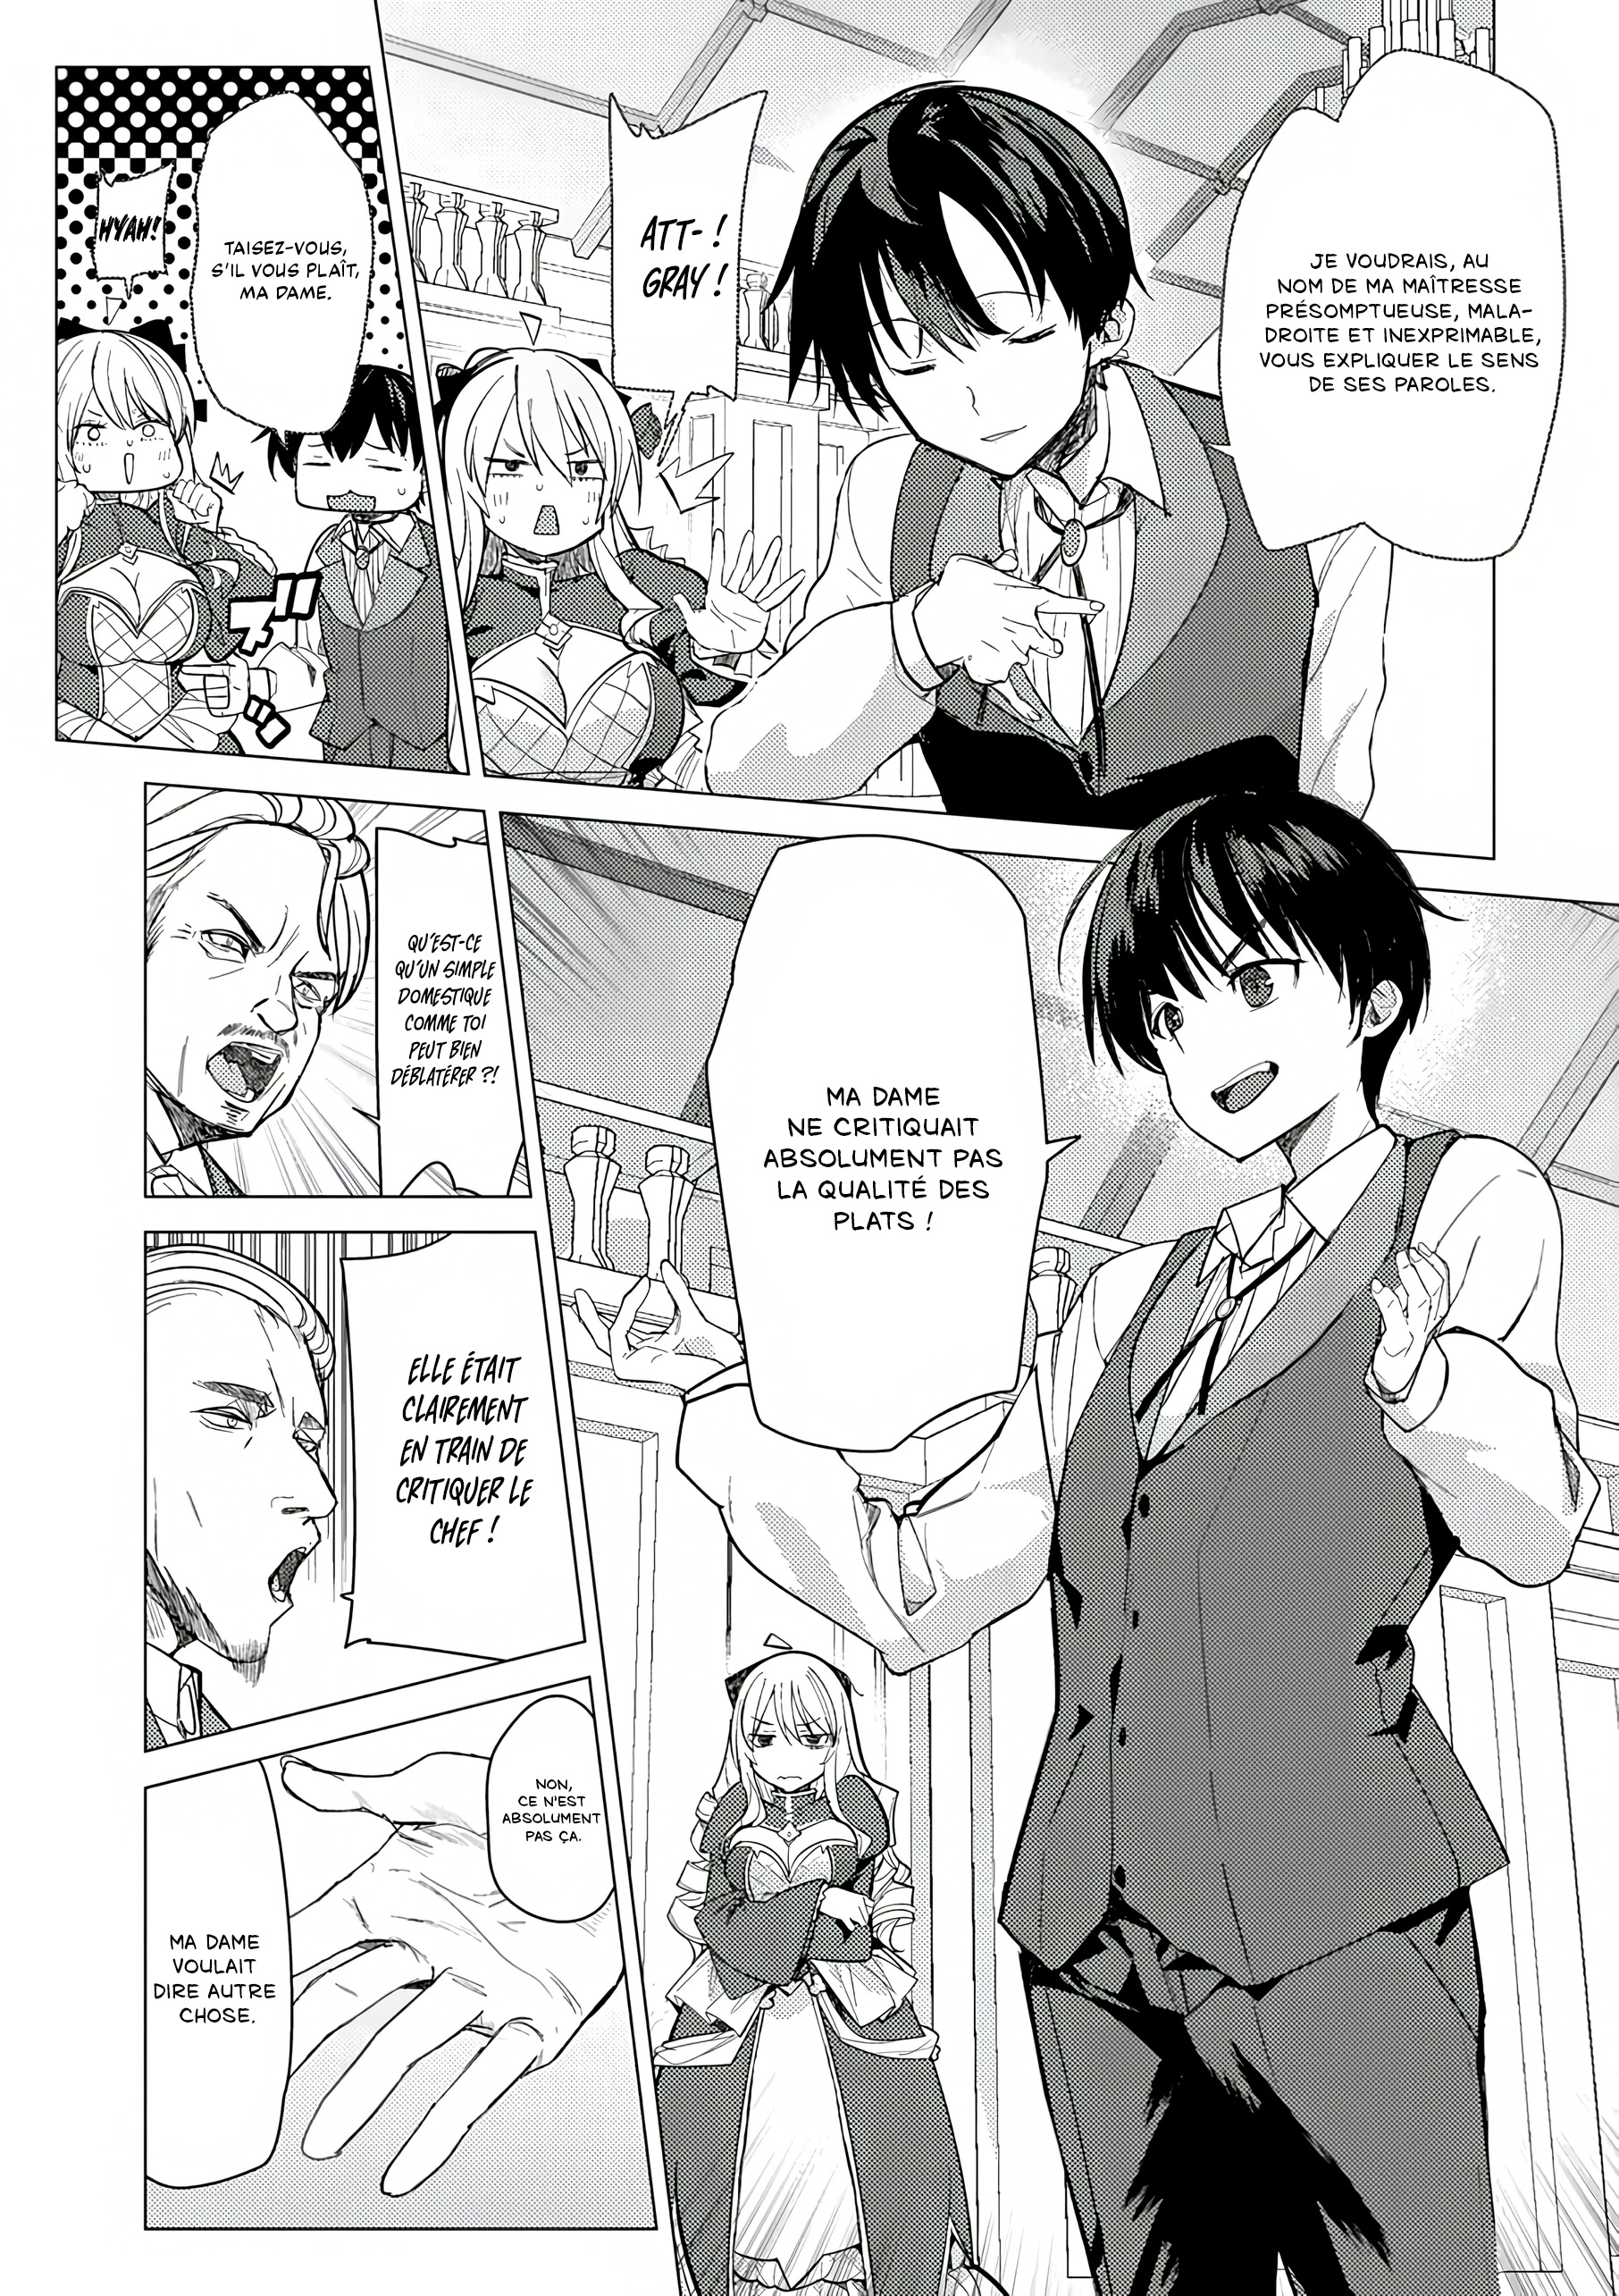 JE VOUDRAIS, AU
NOM DE MA MAÎTRESSE
PRÉSOMPTUEUSE, MALA-
DROITE ET INEXPRIMABLE,
VOUS EXPLIQUER LE SENS
DE SES PAROLES.
ATT- !
GRAY !
TAISEZ-VOUS,
S'IL VOUS PLAÎT,
MA DAME.
HYAH!
ズビシ
MA DAME
NE CRITIQUAIT
ABSOLUMENT PAS
LA QUALITÉ DES
PLATS !
QU'EST-CE
QU'UN SIMPLE
DOMESTIQUE
COMME TOI
PEUT BIEN
DÉBLATÉRER ?!
ELLE ÉTAIT
CLAIREMENT
EN TRAIN DE
CRITIQUER LE
CHEF !
NON,
CE N'EST
ABSOLUMENT
PAS ÇA.
MA DAME
VOULAIT
DIRE AUTRE
CHOSE.